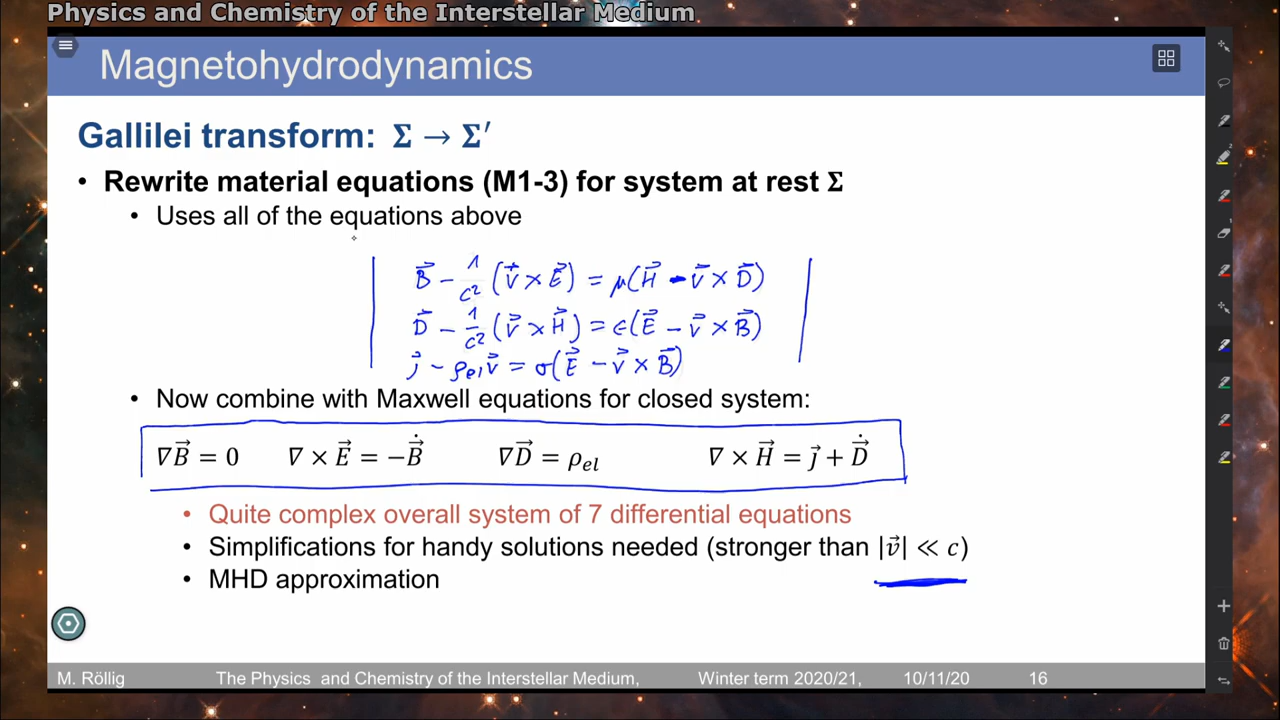 Physics and Chemistry of the Interstellar Medium
Magnetohydrodynamics
Gallilei transform: Σ → Σ′
• Rewrite material equations (M1-3) for system at rest Σ
• Uses all of the equations above
B⃗ − 1/c² (v⃗ × E⃗) = μ(H⃗ − v⃗ × D⃗)
D⃗ − 1/c² (v⃗ × H⃗) = ϵ(E⃗ − v⃗ × B⃗)
j⃗ − ρ_el v⃗ = σ(E⃗ − v⃗ × B⃗)
• Now combine with Maxwell equations for closed system:
∇B⃗ = 0 ∇ × E⃗ = −B⃗̇ ∇D⃗ = ρ_el ∇ × H⃗ = j⃗ + D⃗̇
• Quite complex overall system of 7 differential equations
• Simplifications for handy solutions needed (stronger than |v⃗| ≪ c)
• MHD approximation
M. Röllig The Physics and Chemistry of the Interstellar Medium, Winter term 2020/21, 10/11/20 16